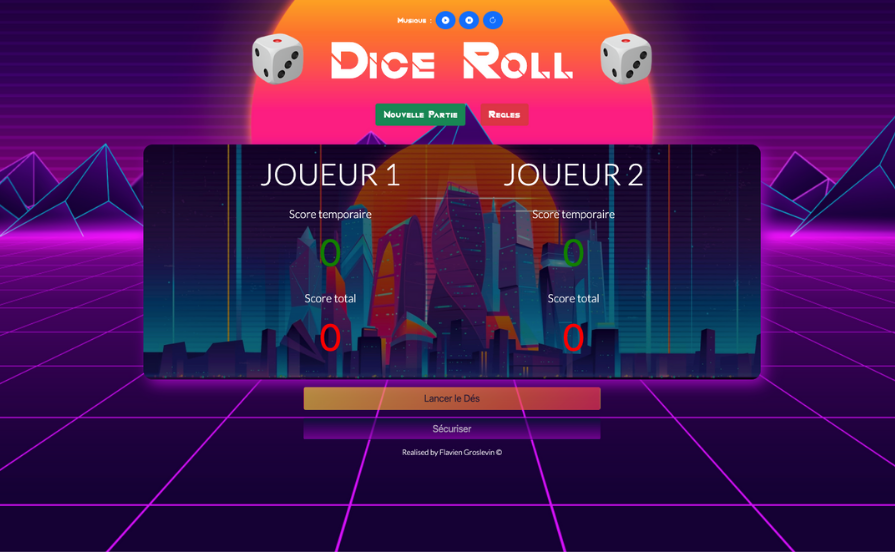 Musique :
Dice Roll
Nouvelle Partie
Regles
JOUEUR 1
JOUEUR 2
Score temporaire
Score temporaire
0
0
Score total
Score total
0
0
Lancer le Dés
Sécuriser
Realised by Flavien Groslevin ©